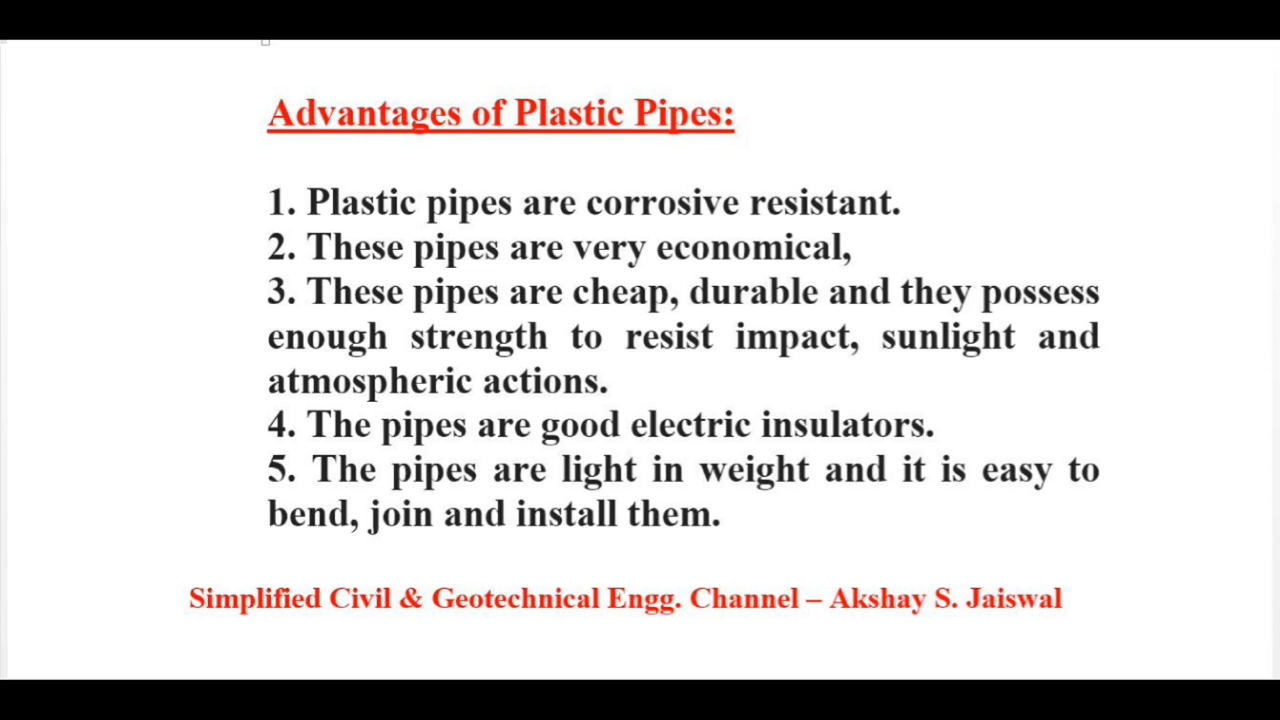 Advantages of Plastic Pipes:
1. Plastic pipes are corrosive resistant.
2. These pipes are very economical,
3. These pipes are cheap, durable and they possess
enough strength to resist impact, sunlight and
atmospheric actions.
4. The pipes are good electric insulators.
5. The pipes are light in weight and it is easy to
bend, join and install them.
Simplified Civil & Geotechnical Engg. Channel – Akshay S. Jaiswal